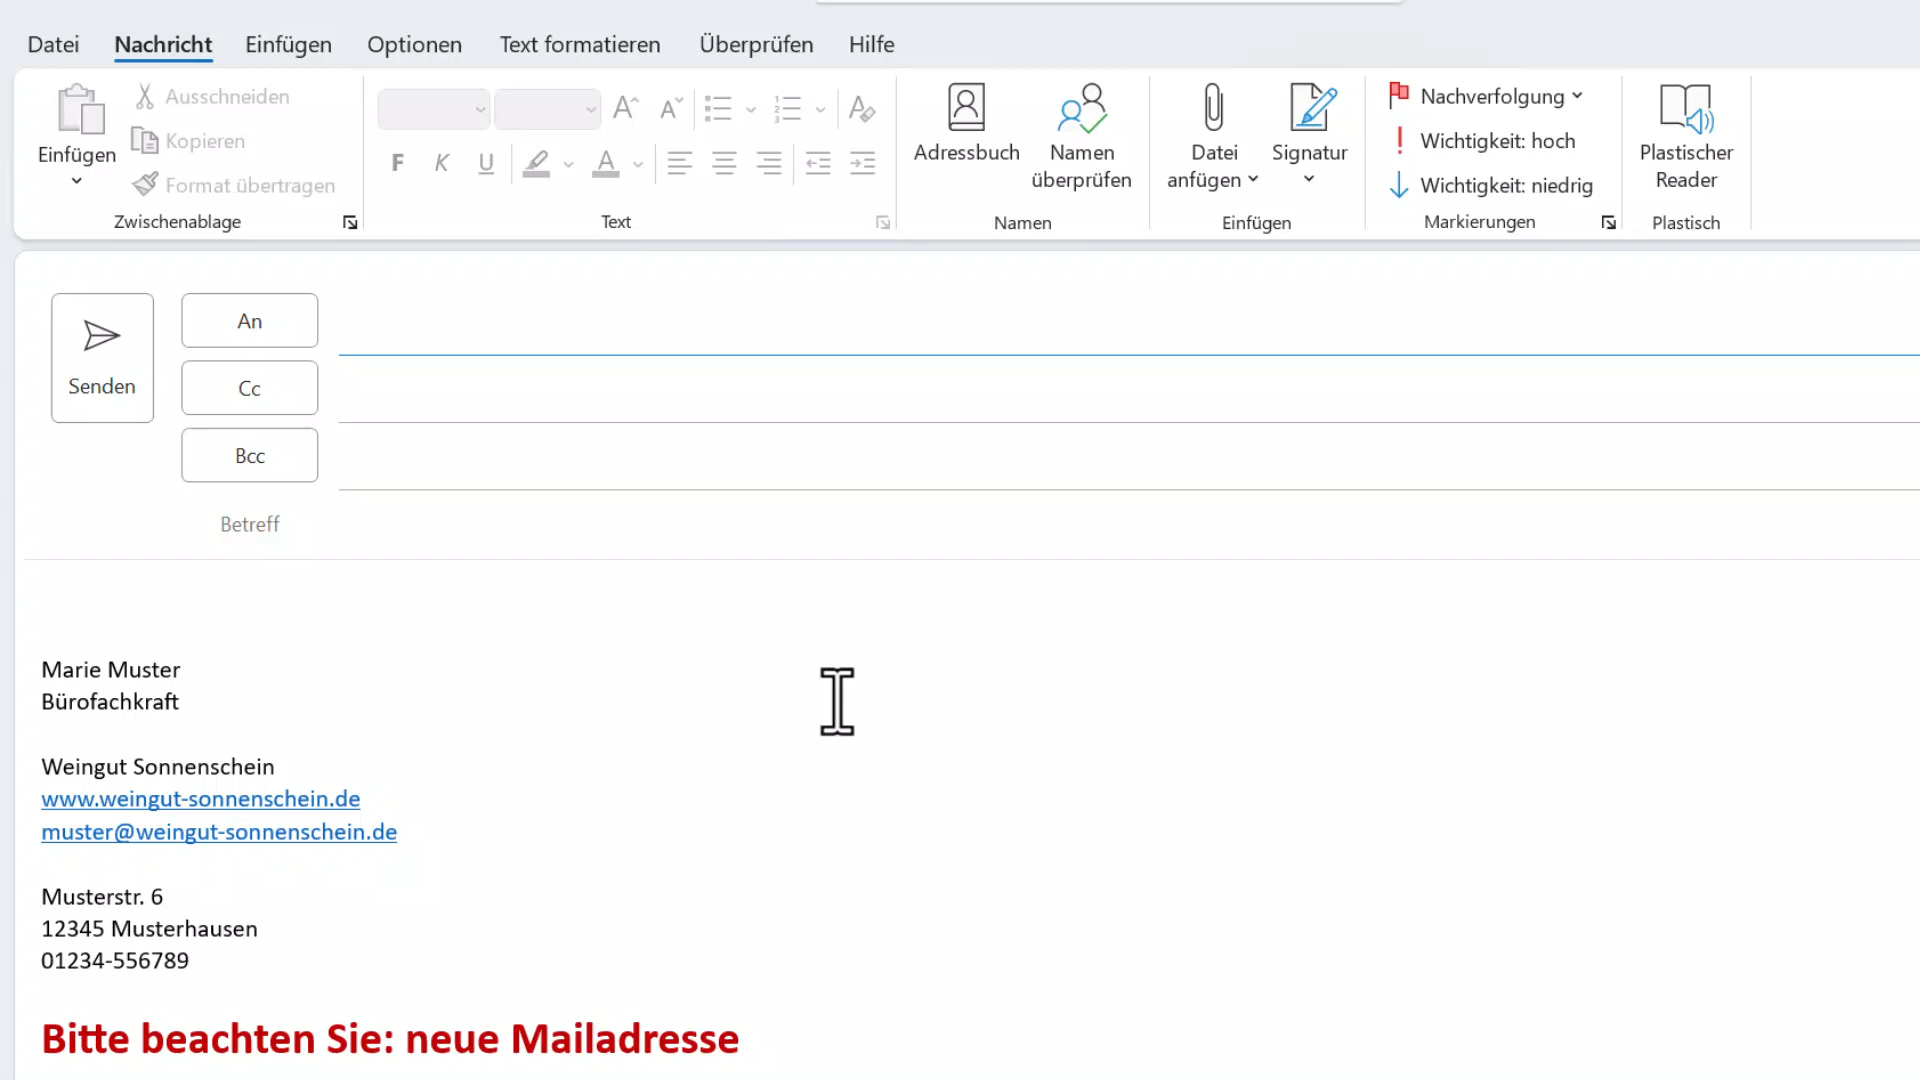 Datei Nachricht Einfügen Optionen Text formatieren Überprüfen Hilfe
Einfügen
Ausschneiden
Kopieren
Format übertragen
Zwischenablage
F K U
Text
Adressbuch
Namen
überprüfen
Namen
Datei
anfügen
Signatur
Einfügen
Nachverfolgung
Wichtigkeit: hoch
Wichtigkeit: niedrig
Markierungen
Plastischer
Reader
Plastisch
Senden
An
Cc
Bcc
Betreff
Marie Muster
Bürofachkraft
Weingut Sonnenschein
www.weingut-sonnenschein.de
muster@weingut-sonnenschein.de
Musterstr. 6
12345 Musterhausen
01234-556789
Bitte beachten Sie: neue Mailadresse